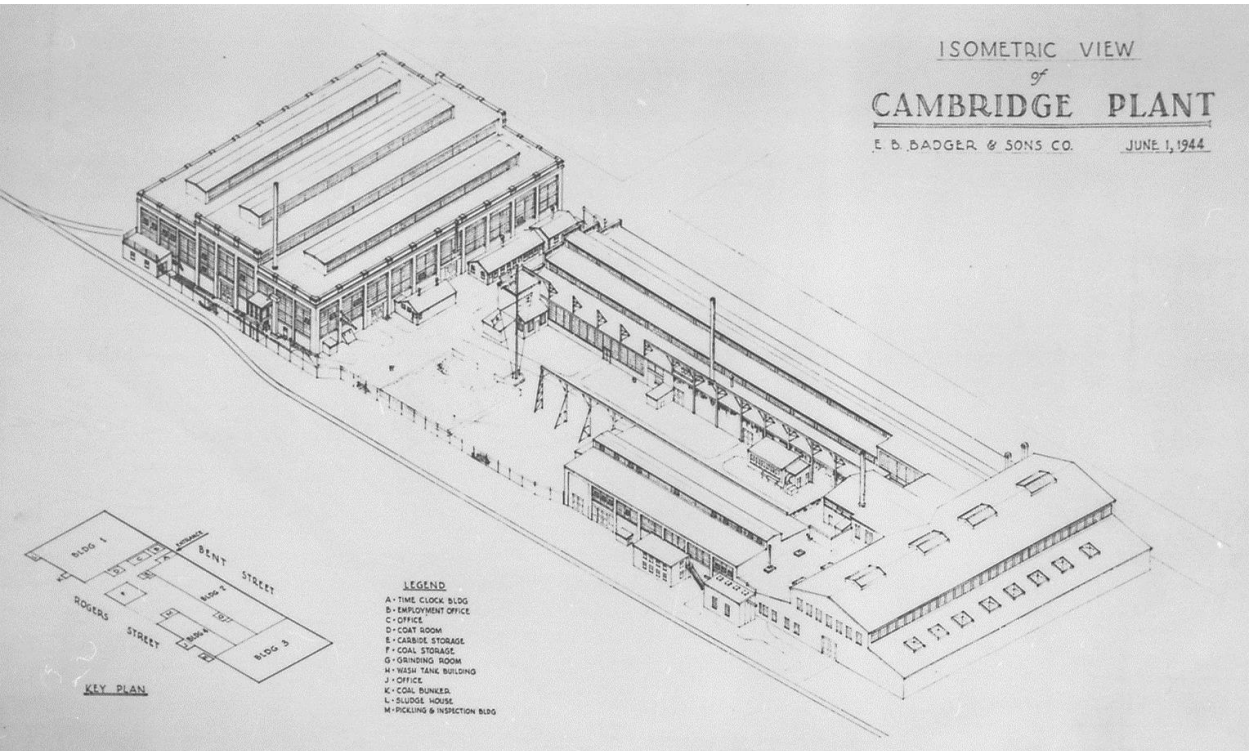 ISOMETRIC VIEW
of
CAMBRIDGE PLANT
E. B. BADGER & SONS CO. JUNE 1, 1944
ENTRANCE
BENT STREET
BLDG 1
BLDG 2
BLDG 4
BLDG 3
ROGERS STREET
KEY PLAN
LEGEND
A - TIME CLOCK BLDG
B - EMPLOYMENT OFFICE
C - OFFICE
D - COAT ROOM
E - CARBIDE STORAGE
F - COAL STORAGE
G - GRINDING ROOM
H - WASH TANK BUILDING
J - OFFICE
K - COAL BUNKER
L - SLUDGE HOUSE
M - PICKLING & INSPECTION BLDG